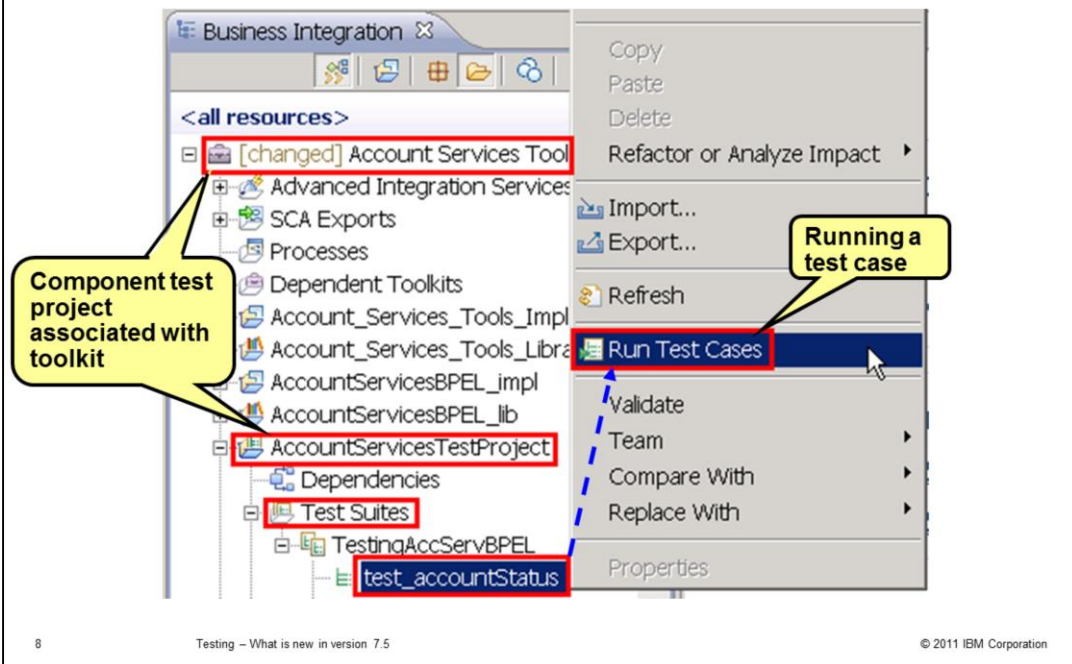 Business Integration
<all resources>
[changed] Account Services Tool
Advanced Integration Services
SCA Exports
Processes
Dependent Toolkits
Account_Services_Tools_Impl
Account_Services_Tools_Libra
AccountServicesBPEL_impl
AccountServicesBPEL_lib
AccountServicesTestProject
Dependencies
Test Suites
TestingAccServBPEL
test_accountStatus
Component test
project
associated with
toolkit
Copy
Paste
Delete
Refactor or Analyze Impact
Import...
Export...
Refresh
Run Test Cases
Validate
Team
Compare With
Replace With
Properties
Running a
test case
8
Testing – What is new in version 7.5
© 2011 IBM Corporation